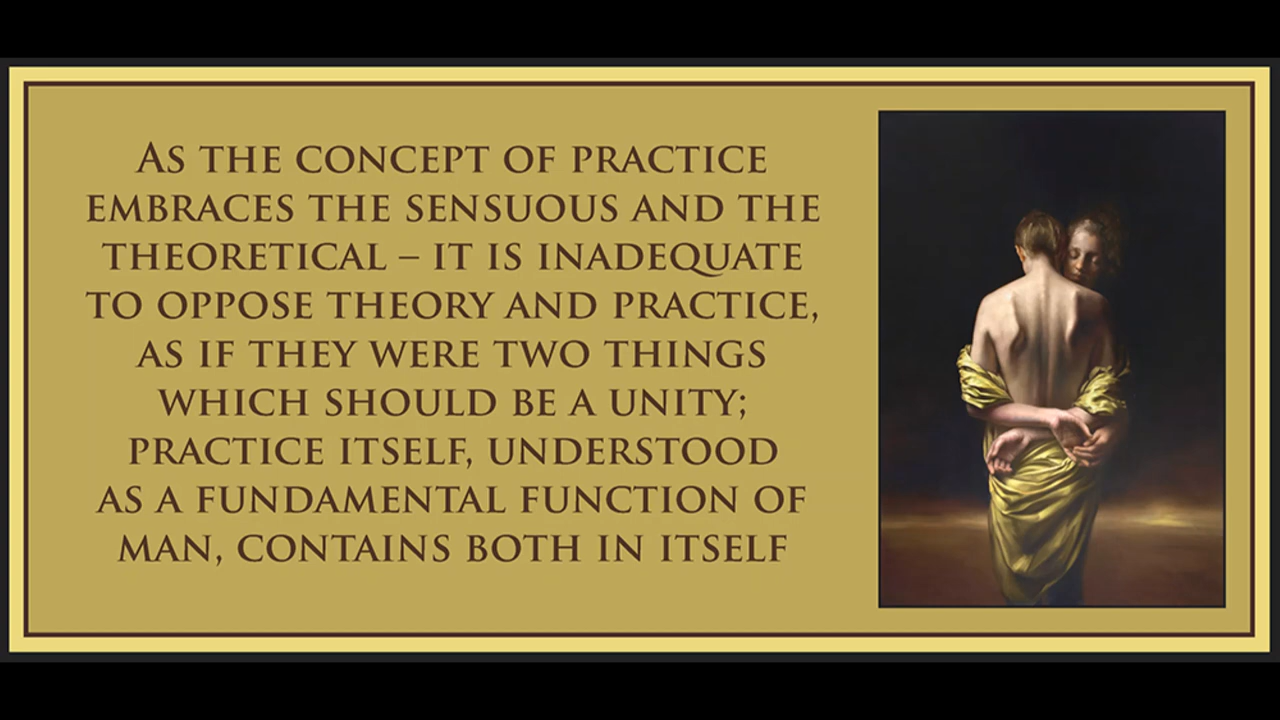 As the concept of practice
embraces the sensuous and the
theoretical – it is inadequate
to oppose theory and practice,
as if they were two things
which should be a unity;
practice itself, understood
as a fundamental function of
man, contains both in itself